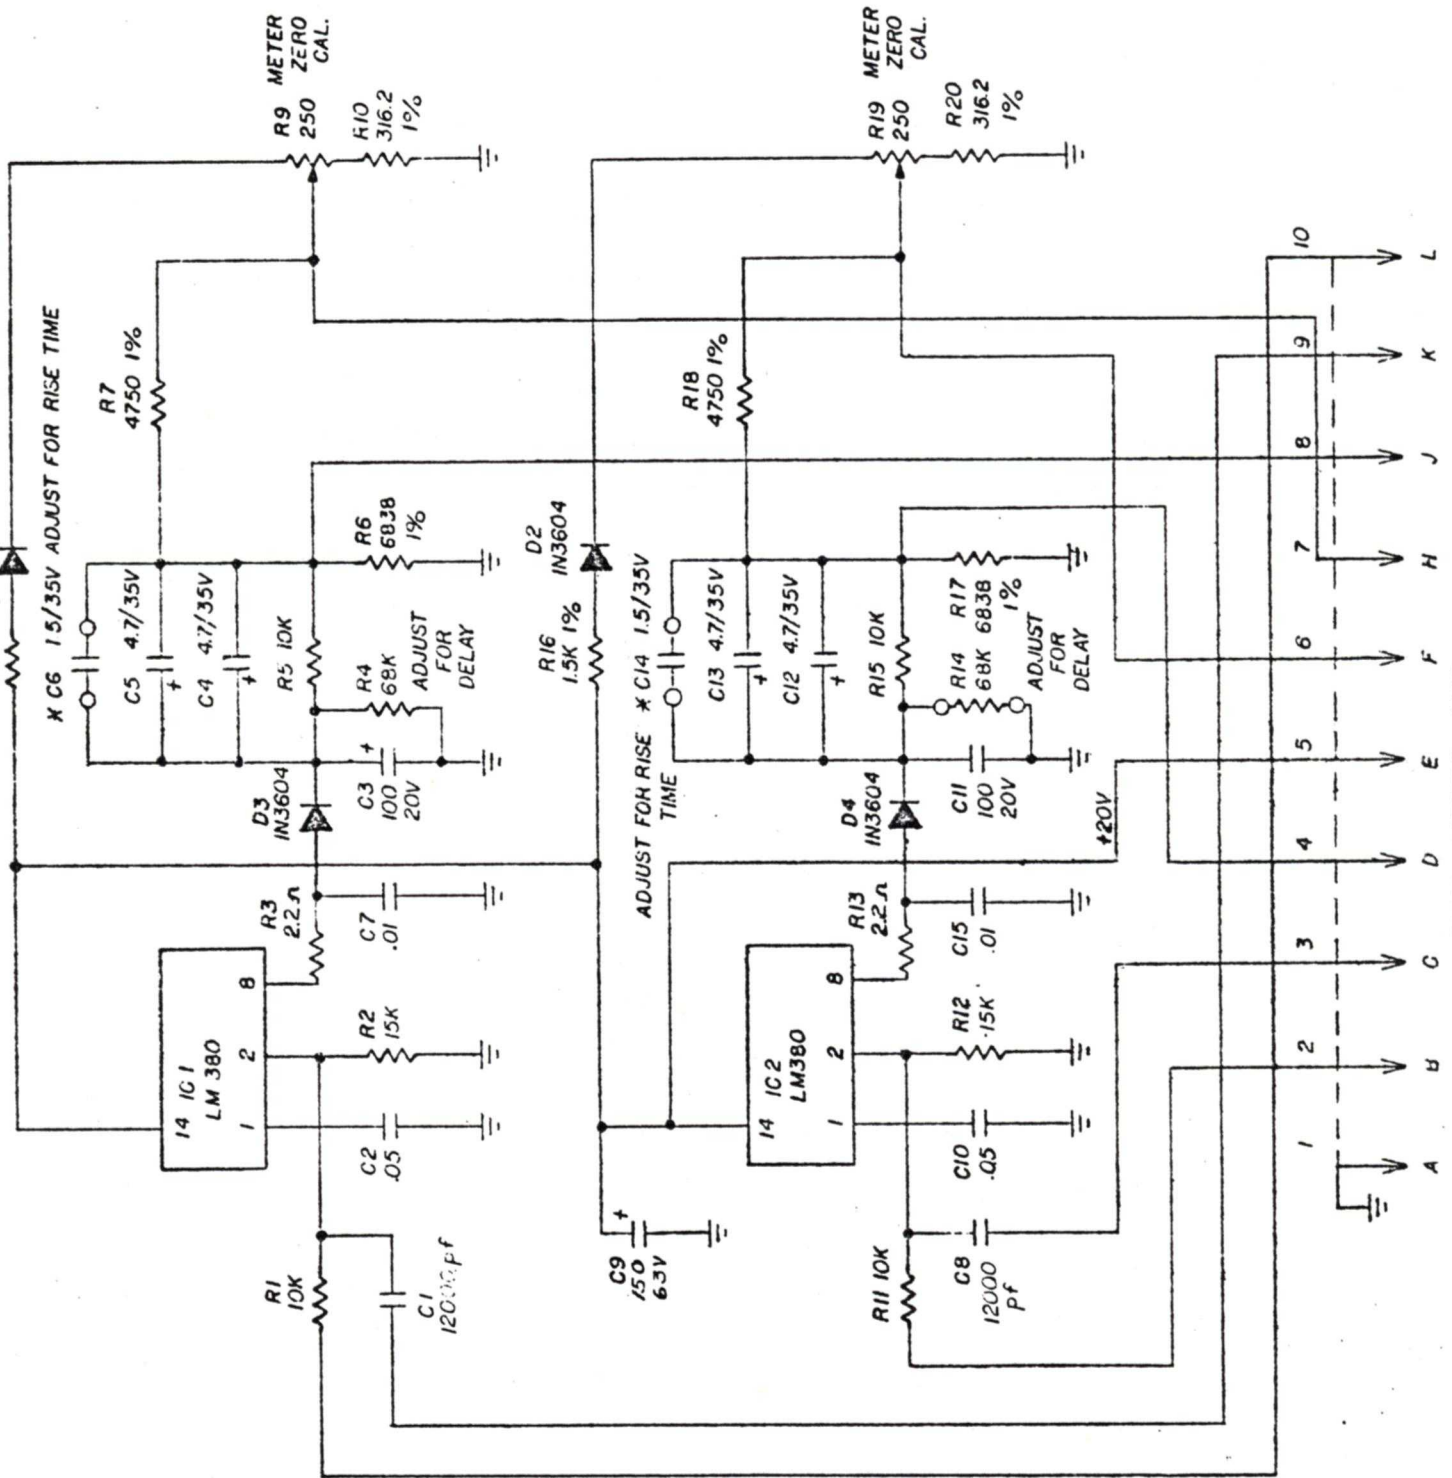 R9
250
METER
ZERO
CAL.
R10
316.2
1%
R7
4750 1%
* C6 1.5/35V ADJUST FOR RISE TIME
C5 4.7/35V
C4 4.7/35V
R6
6838
1%
R5 10K
R4
68K
ADJUST
FOR
DELAY
C3
100
20V
+
+
+
D3
IN3604
R3
2.2Ω
C7
.01
IC1
LM 380
14
8
2
1
R2
15K
C2
.05
R1
10K
C1
pf
R19
250
METER
ZERO
CAL.
R20
316.2
1%
R18
4750 1%
D2
IN3604
R16
1.5K 1%
ADJUST FOR RISE * C14 1.5/35V
TIME
C13 4.7/35V
C12 4.7/35V
+
+
R17
6838
1%
R15 10K
R14
68K
ADJUST
FOR
DELAY
C11
100
20V
D4
IN3604
+20V
R13
2.2Ω
C15
.01
IC2
LM380
14
8
2
1
R12
15K
C10
.05
C9
150
63V
+
R11 10K
C8
12000
pf
10
9
8
7
6
5
4
3
2
1
L
K
J
H
F
E
D
C
B
A